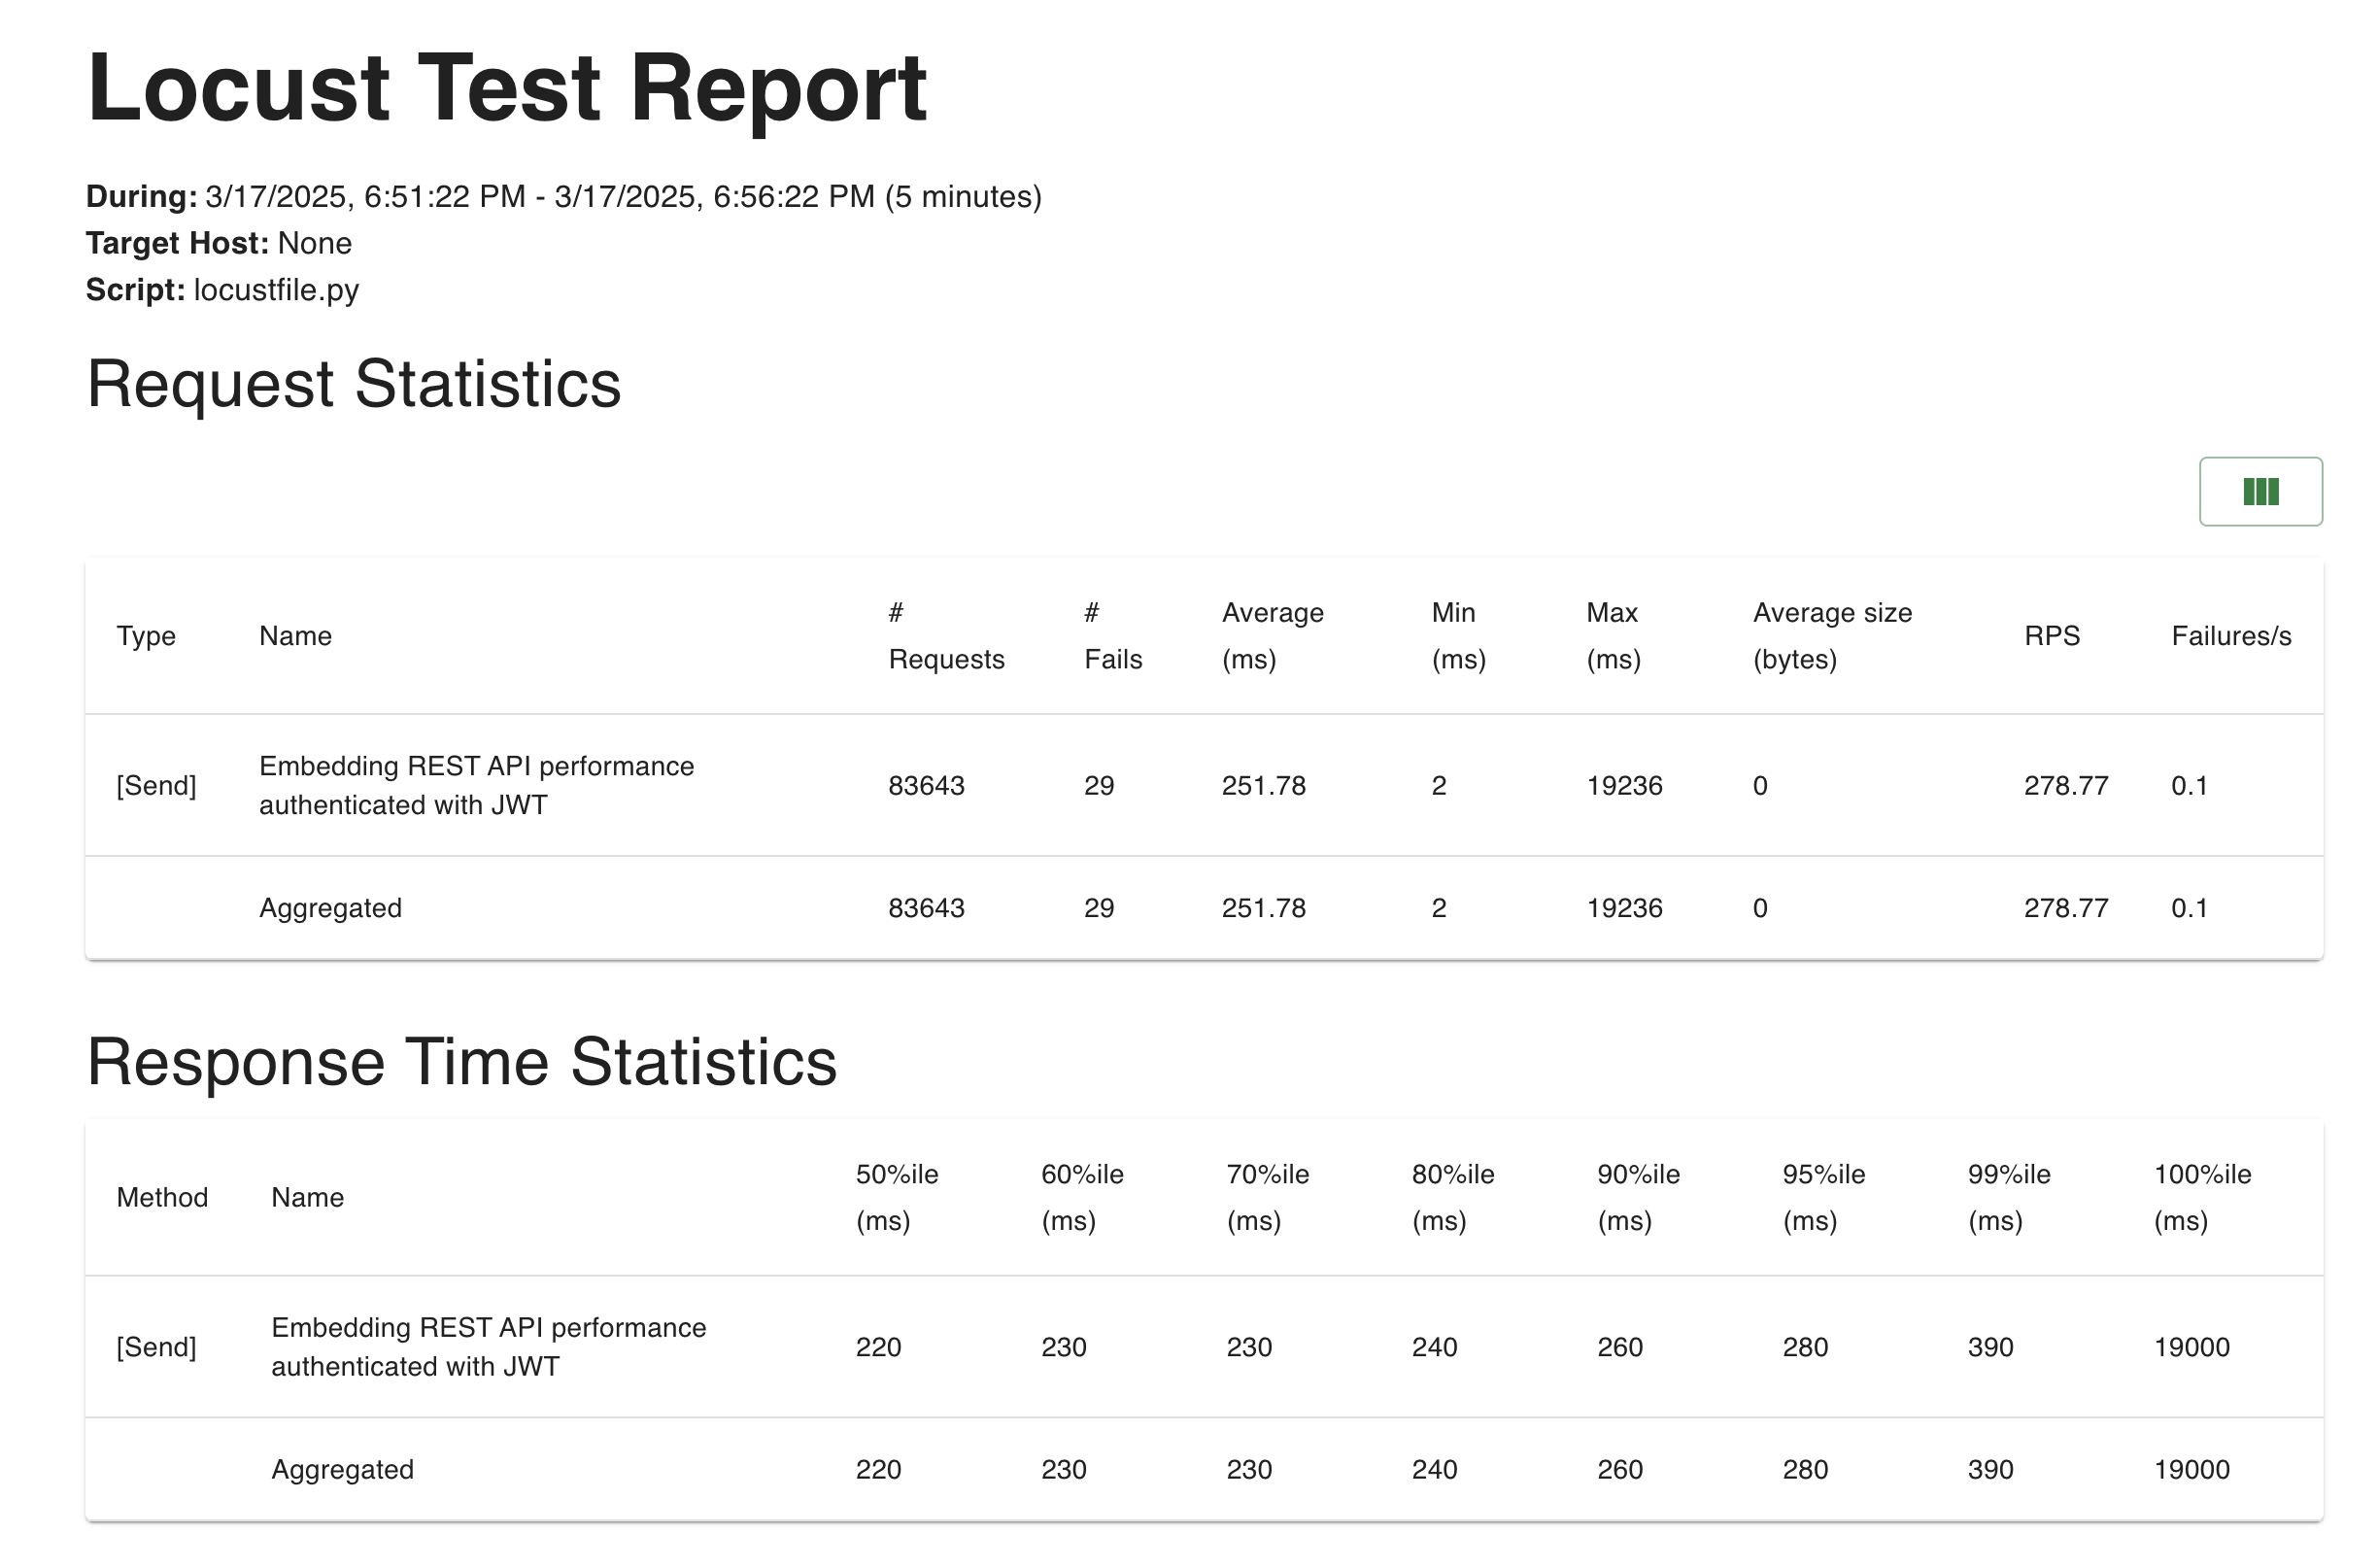 Locust Test Report
During: 3/17/2025, 6:51:22 PM - 3/17/2025, 6:56:22 PM (5 minutes)
Target Host: None
Script: locustfile.py
Request Statistics
Type Name # Requests # Fails Average (ms) Min (ms) Max (ms) Average size (bytes) RPS Failures/s
[Send] Embedding REST API performance authenticated with JWT 83643 29 251.78 2 19236 0 278.77 0.1
Aggregated 83643 29 251.78 2 19236 0 278.77 0.1
Response Time Statistics
Method Name 50%ile (ms) 60%ile (ms) 70%ile (ms) 80%ile (ms) 90%ile (ms) 95%ile (ms) 99%ile (ms) 100%ile (ms)
[Send] Embedding REST API performance authenticated with JWT 220 230 230 240 260 280 390 19000
Aggregated 220 230 230 240 260 280 390 19000